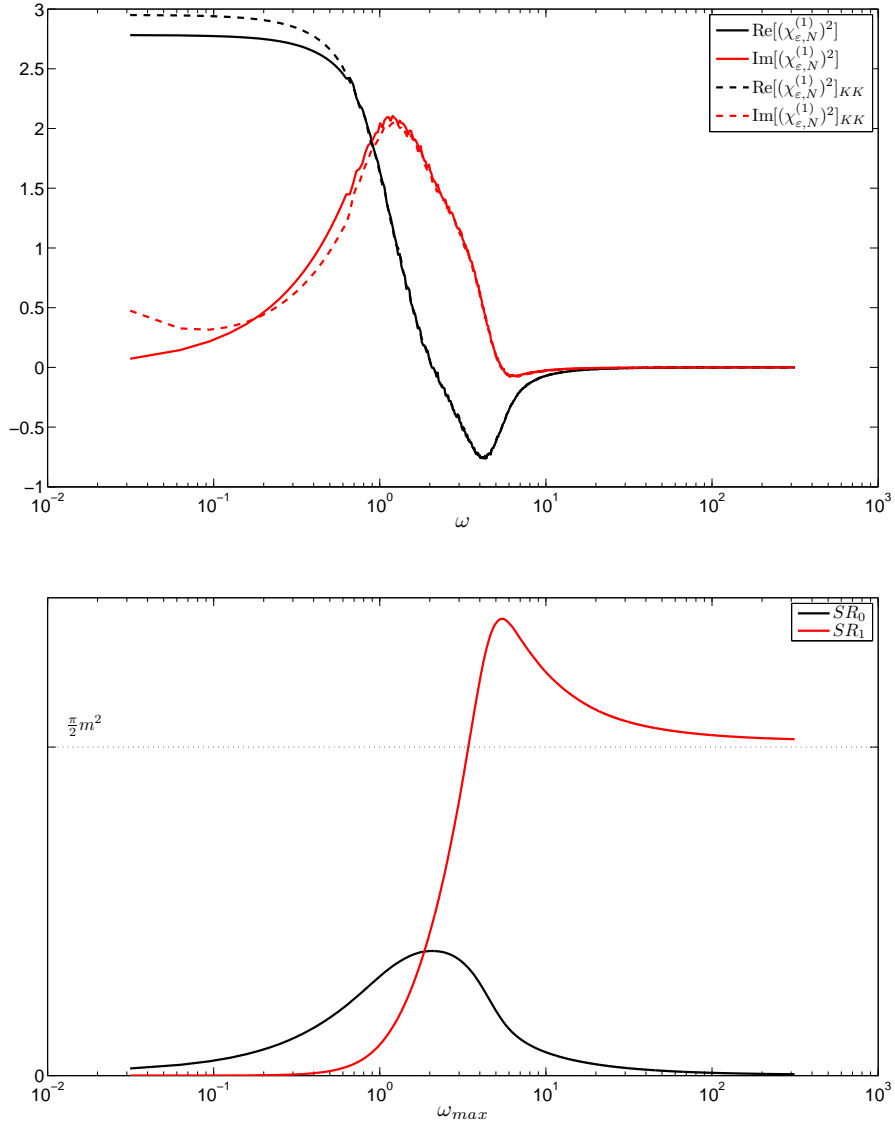 3
2.5
2
1.5
1
0.5
0
−0.5
−1
10^{-2} 10^{-1} 10^{0} 10^{1} 10^{2} 10^{3}
ω
Re[(χ_{ε,N}^{(1)})^2]
Im[(χ_{ε,N}^{(1)})^2]
Re[(χ_{ε,N}^{(1)})^2]_{KK}
Im[(χ_{ε,N}^{(1)})^2]_{KK}
SR_0
SR_1
\frac{π}{2}m^2
0
10^{-2} 10^{-1} 10^{0} 10^{1} 10^{2} 10^{3}
ω_{max}